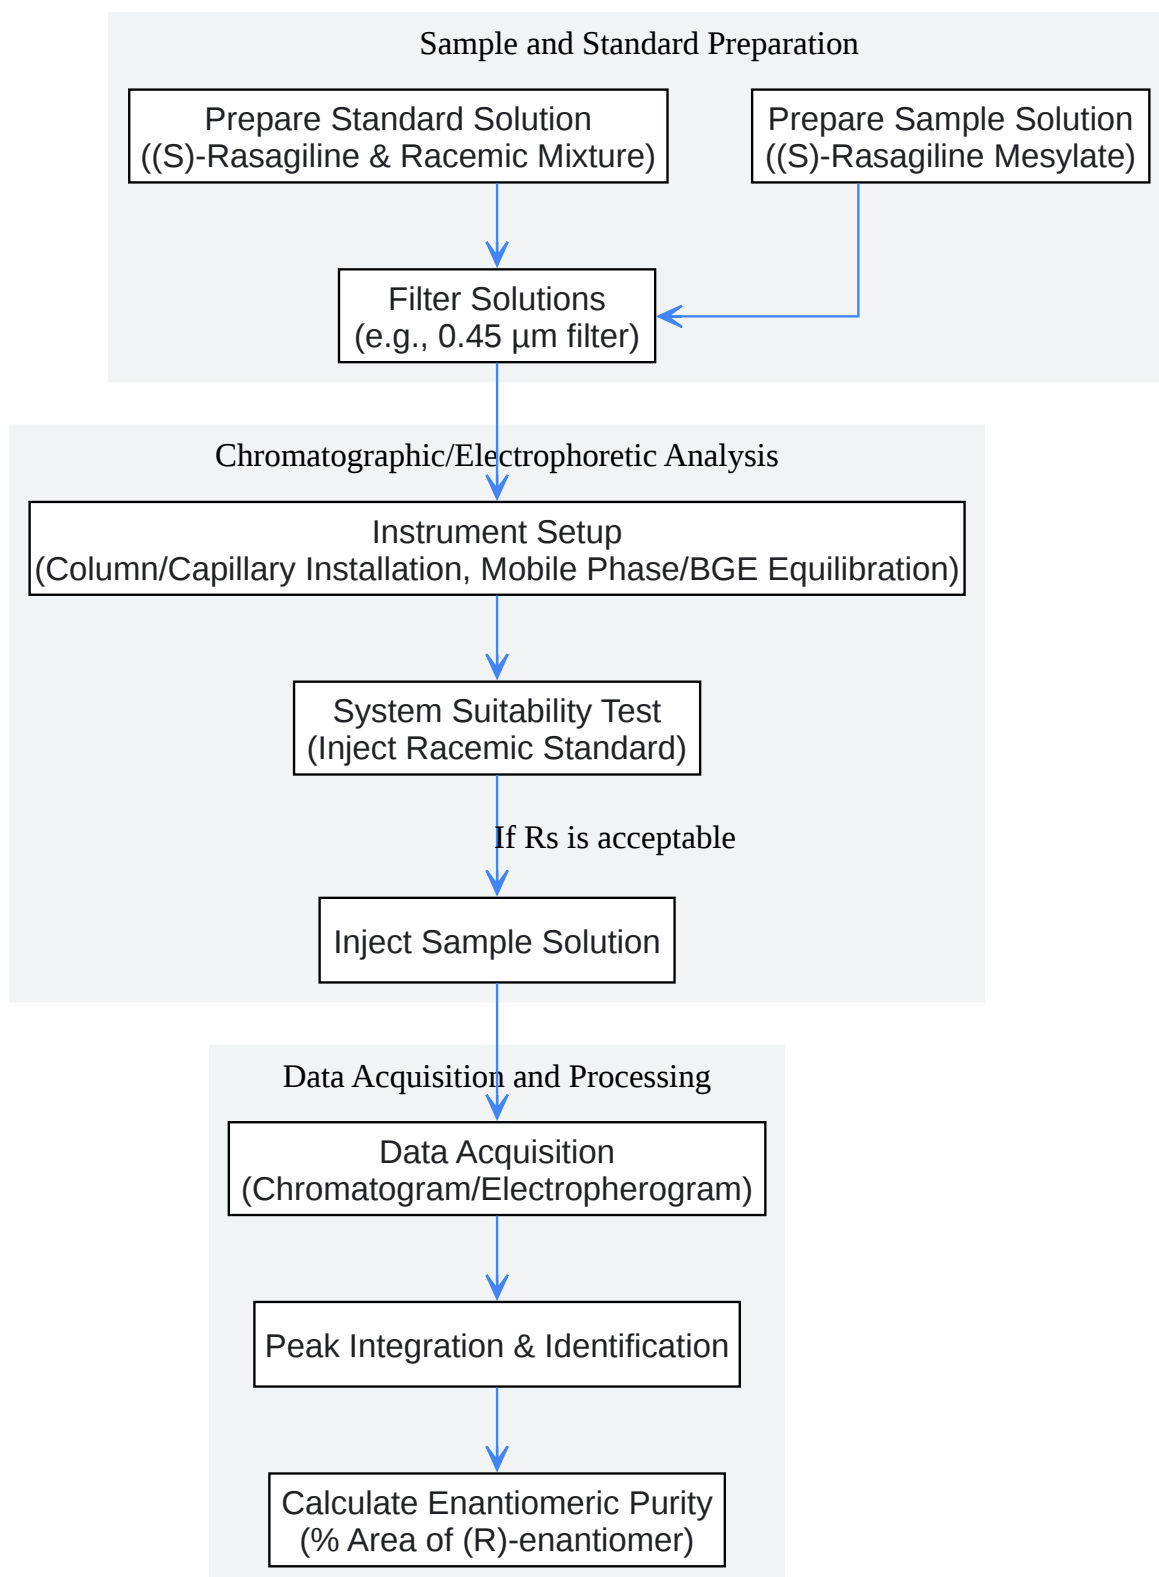 Sample and Standard Preparation
Prepare Standard Solution
((S)-Rasagiline & Racemic Mixture)
Prepare Sample Solution
((S)-Rasagiline Mesylate)
Filter Solutions
(e.g., 0.45 µm filter)
Chromatographic/Electrophoretic Analysis
Instrument Setup
(Column/Capillary Installation, Mobile Phase/BGE Equilibration)
System Suitability Test
(Inject Racemic Standard)
If Rs is acceptable
Inject Sample Solution
Data Acquisition and Processing
Data Acquisition
(Chromatogram/Electropherogram)
Peak Integration & Identification
Calculate Enantiomeric Purity
(% Area of (R)-enantiomer)